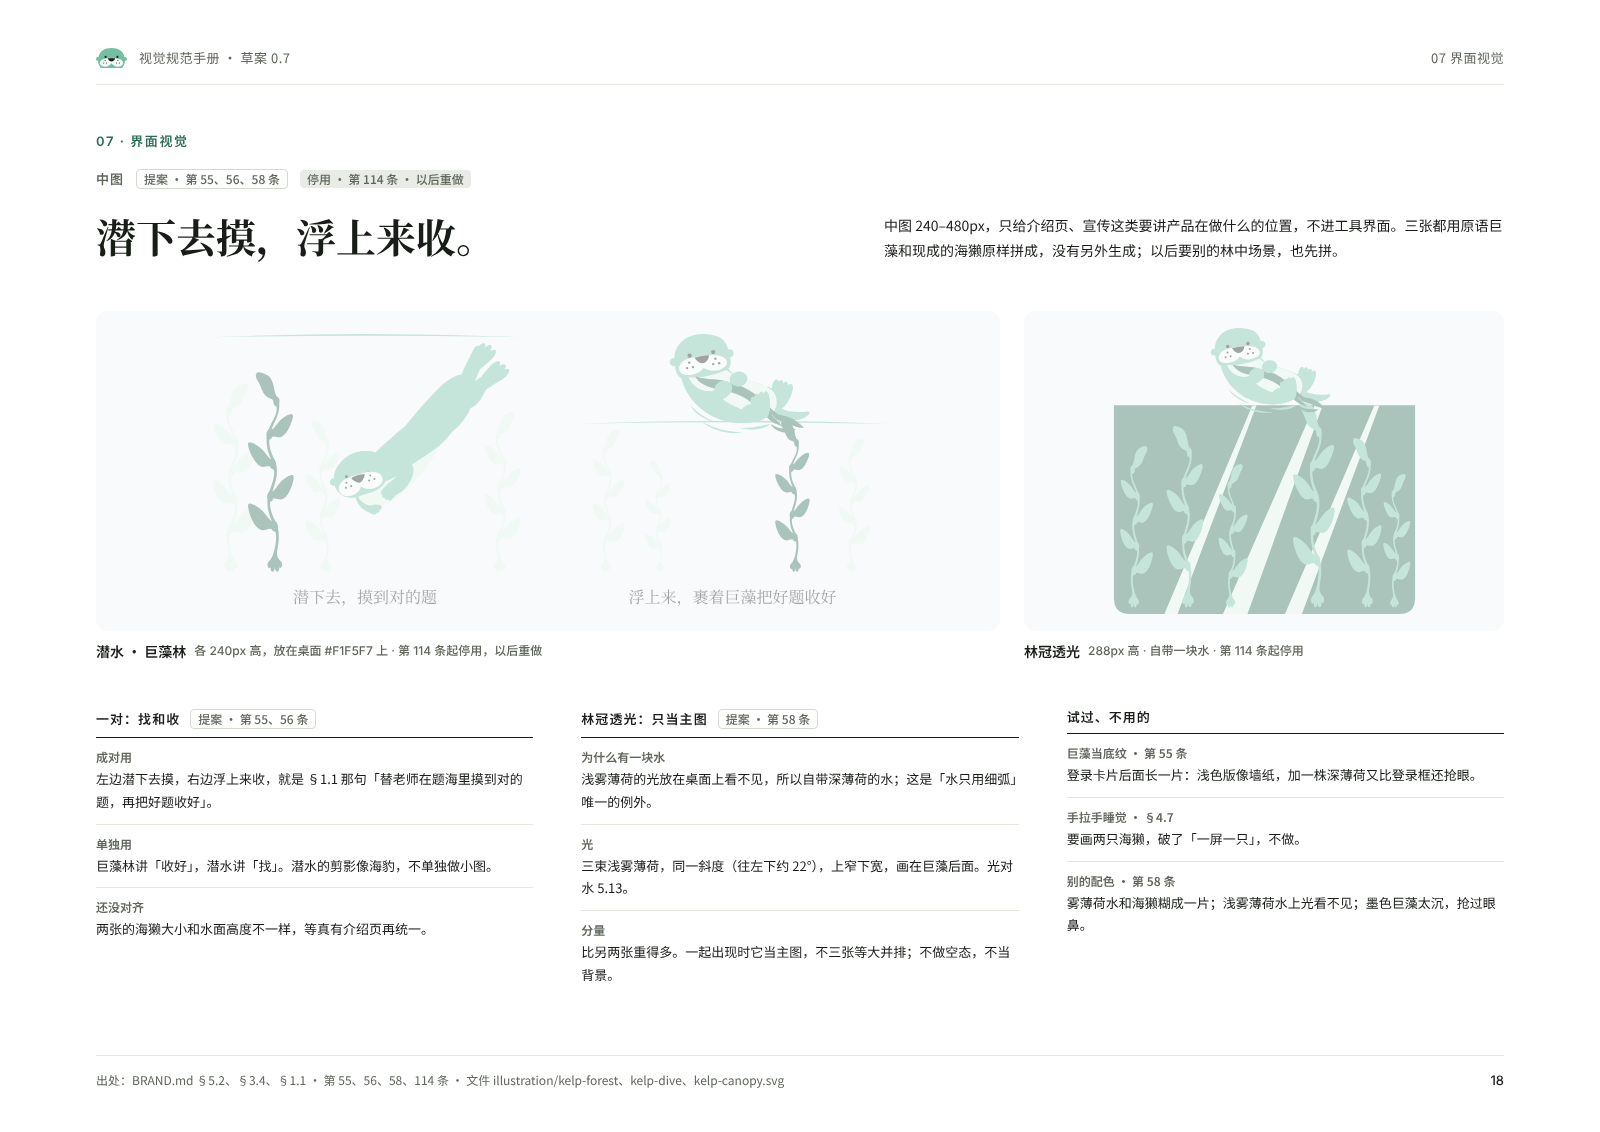 视觉规范手册 · 草案 0.7
07 界面视觉
07 · 界面视觉
中图 提案 · 第 55、56、58 条 停用 · 第 114 条 · 以后重做
潜下去摸，浮上来收。
中图 240–480px，只给介绍页、宣传这类要讲产品在做什么的位置，不进工具界面。三张都用原语巨
藻和现成的海獭原样拼成，没有另外生成；以后要别的林中场景，也先拼。
潜下去，摸到对的题
浮上来，裹着巨藻把好题收好
潜水 · 巨藻林 各 240px 高，放在桌面 #F1F5F7 上 · 第 114 条起停用，以后重做
林冠透光 288px 高 · 自带一块水 · 第 114 条起停用
一对：找和收 提案 · 第 55、56 条
成对用
左边潜下去摸，右边浮上来收，就是 §1.1 那句「替老师在题海里摸到对的
题，再把好题收好」。
单独用
巨藻林讲「收好」，潜水讲「找」。潜水的剪影像海豹，不单独做小图。
还没对齐
两张的海獭大小和水面高度不一样，等真有介绍页再统一。
林冠透光：只当主图 提案 · 第 58 条
为什么有一块水
浅雾薄荷的光放在桌面上看不见，所以自带深薄荷的水；这是「水只用细弧」
唯一的例外。
光
三束浅雾薄荷，同一斜度（往左下约 22°），上窄下宽，画在巨藻后面。光对
水 5.13。
分量
比另两张重得多。一起出现时它当主图，不三张等大并排；不做空态，不当
背景。
试过、不用的
巨藻当底纹 · 第 55 条
登录卡片后面长一片：浅色版像墙纸，加一株深薄荷又比登录框还抢眼。
手拉手睡觉 · §4.7
要画两只海獭，破了「一屏一只」，不做。
别的配色 · 第 58 条
雾薄荷水和海獭糊成一片；浅雾薄荷水上光看不见；墨色巨藻太沉，抢过眼
鼻。
出处：BRAND.md §5.2、§3.4、§1.1 · 第 55、56、58、114 条 · 文件 illustration/kelp-forest、kelp-dive、kelp-canopy.svg
18